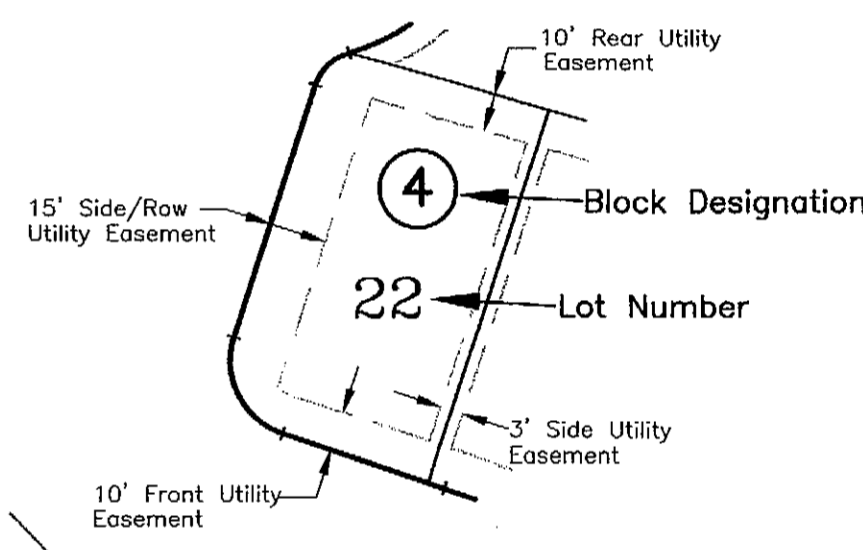 10' Rear Utility
Easement
4
Block Designation
15' Side/Row
Utility Easement
22
Lot Number
3' Side Utility
Easement
10' Front Utility
Easement